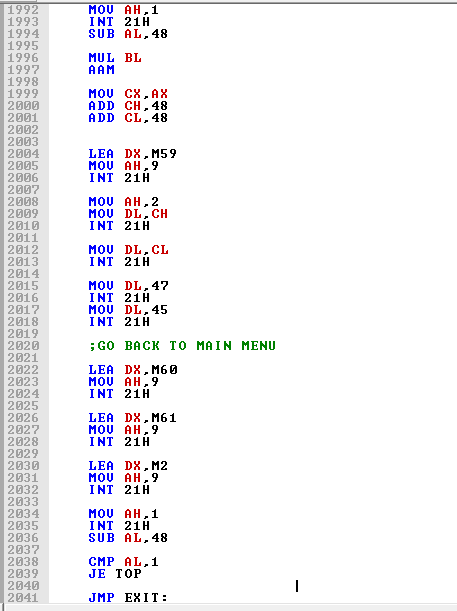 1992 MOV AH,1
1993 INT 21H
1994 SUB AL,48
1995
1996 MUL BL
1997 AAM
1998
1999 MOV CX,AX
2000 ADD CH,48
2001 ADD CL,48
2002
2003
2004 LEA DX,M59
2005 MOV AH,9
2006 INT 21H
2007
2008 MOV AH,2
2009 MOV DL,CH
2010 INT 21H
2011
2012 MOV DL,CL
2013 INT 21H
2014
2015 MOV DL,47
2016 INT 21H
2017 MOV DL,45
2018 INT 21H
2019
2020 ;GO BACK TO MAIN MENU
2021
2022 LEA DX,M60
2023 MOV AH,9
2024 INT 21H
2025
2026 LEA DX,M61
2027 MOV AH,9
2028 INT 21H
2029
2030 LEA DX,M2
2031 MOV AH,9
2032 INT 21H
2033
2034 MOV AH,1
2035 INT 21H
2036 SUB AL,48
2037
2038 CMP AL,1
2039 JE TOP
2040
2041 JMP EXIT: